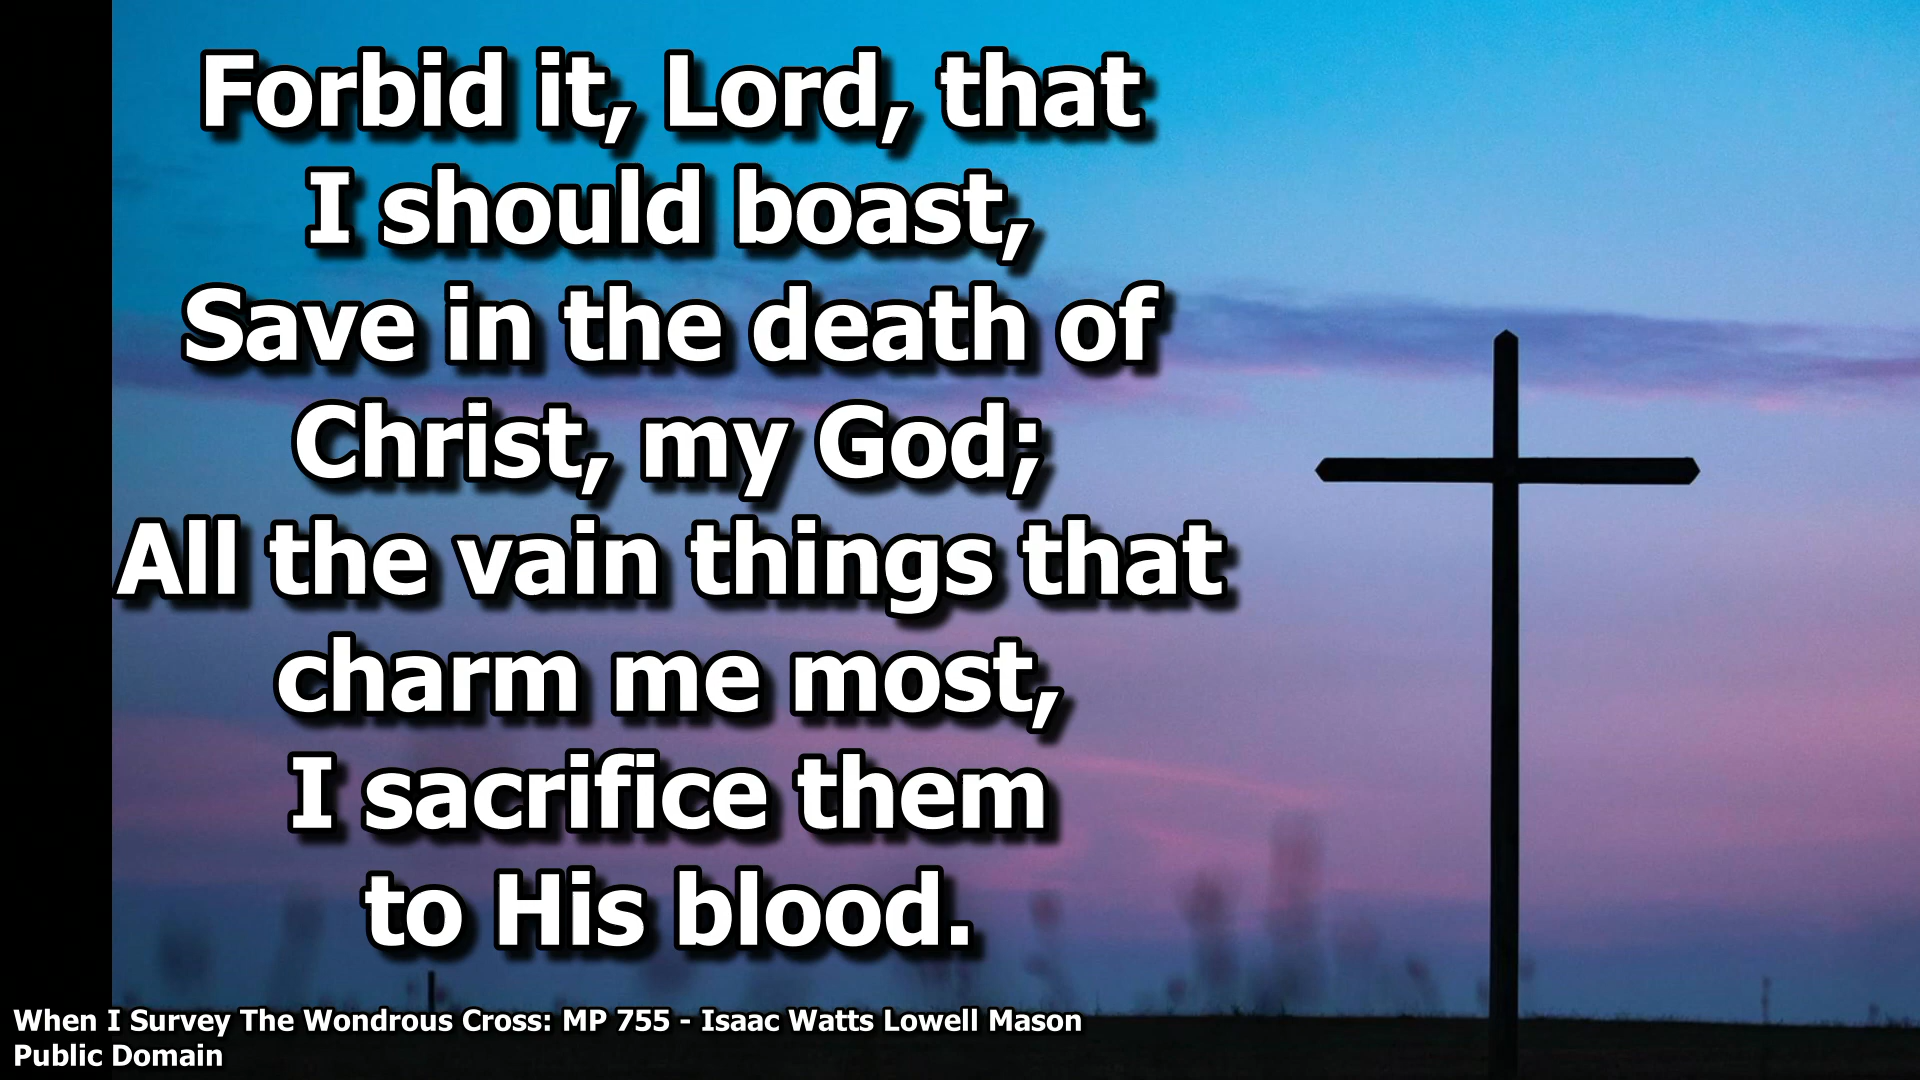 Forbid it, Lord, that
I should boast,
Save in the death of
Christ, my God;
All the vain things that
charm me most,
I sacrifice them
to His blood.
When I Survey The Wondrous Cross: MP 755 - Isaac Watts Lowell Mason
Public Domain